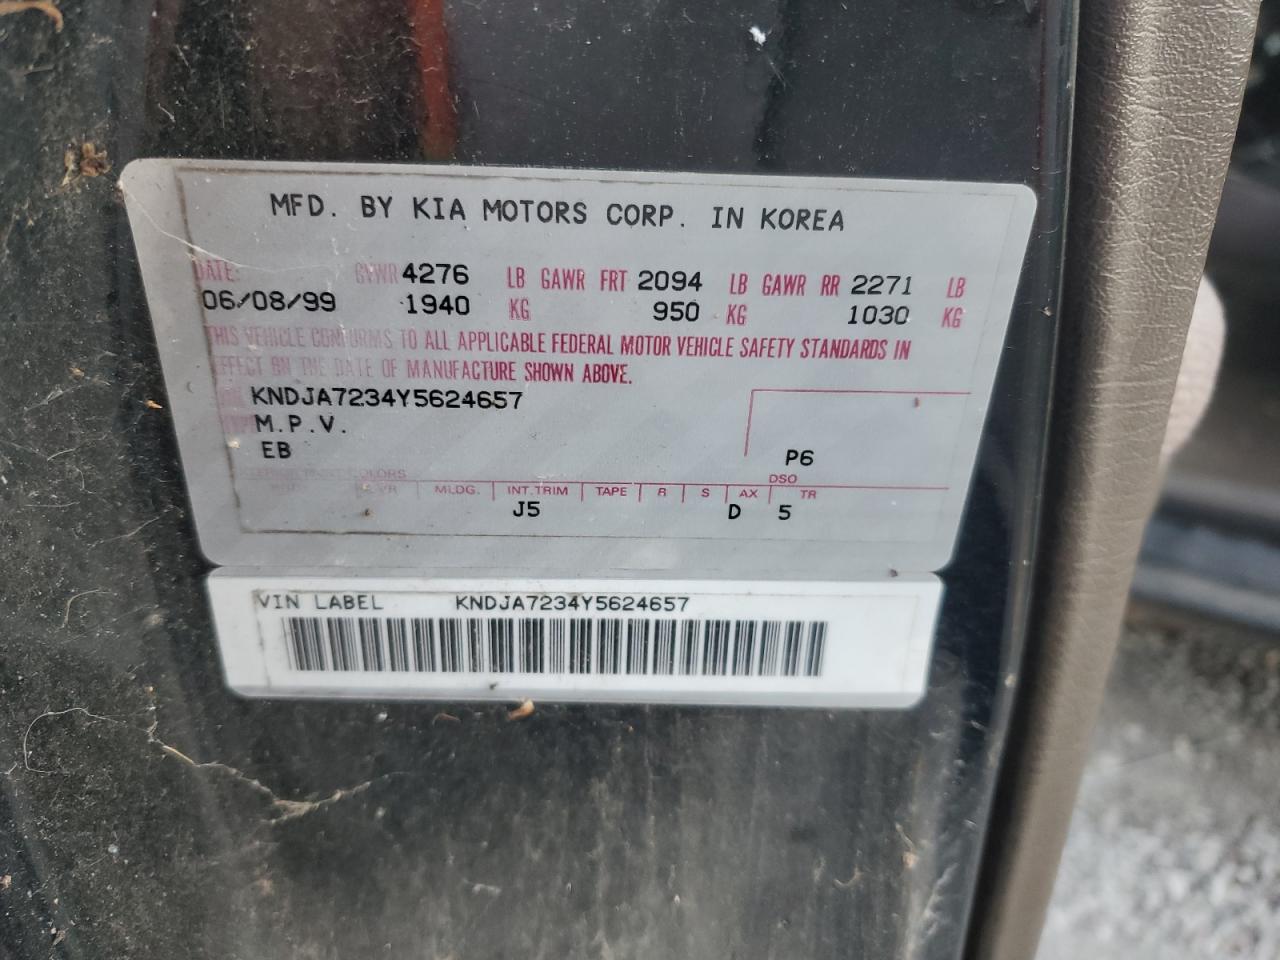 MFD. BY KIA MOTORS CORP. IN KOREA
DATE: GVWR 4276 LB GAWR FRT 2094 LB GAWR RR 2271 LB
06/08/99 1940 KG 950 KG 1030 KG
THIS VEHICLE CONFORMS TO ALL APPLICABLE FEDERAL MOTOR VEHICLE SAFETY STANDARDS IN
EFFECT ON THE DATE OF MANUFACTURE SHOWN ABOVE.
KNDJA7234Y5624657
M.P.V.
EB P6
EXTERIOR PAINT COLORS DSO
MLDG. INT.TRIM TAPE R S AX TR
J5 D 5
VIN LABEL KNDJA7234Y5624657